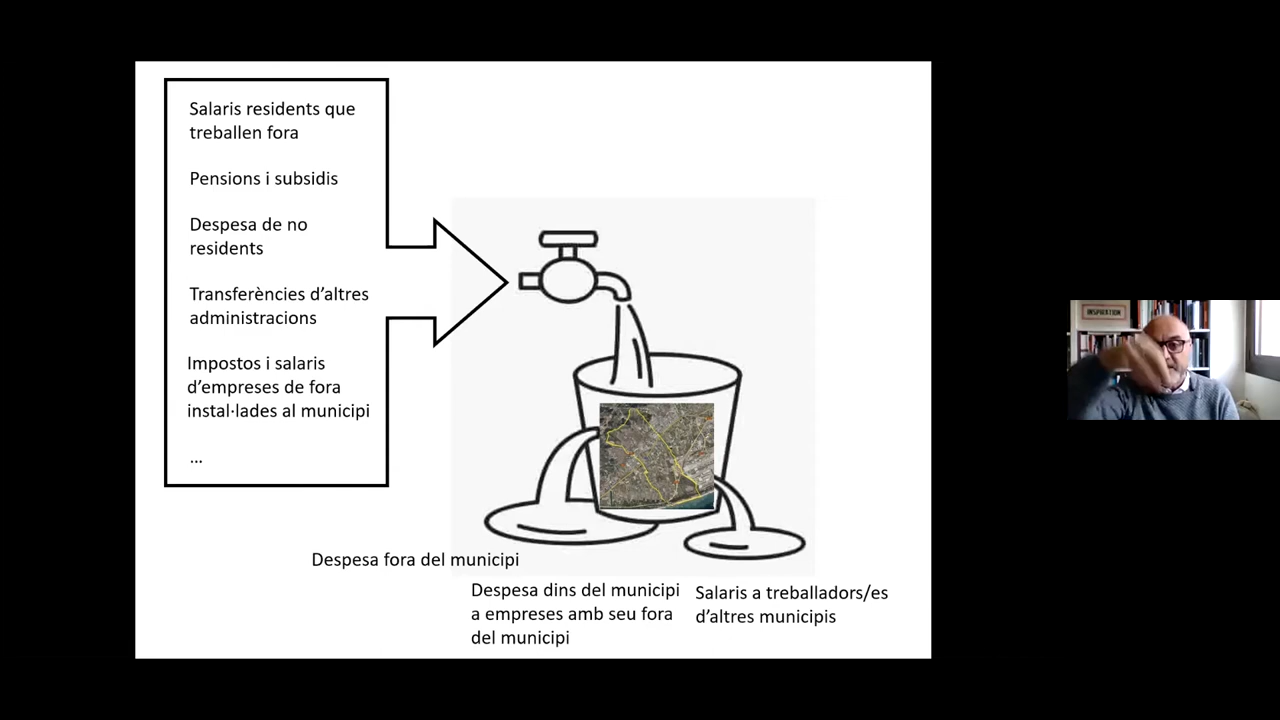 Salaris residents que
treballen fora
Pensions i subsidis
Despesa de no
residents
Transferències d'altres
administracions
Impostos i salaris
d'empreses de fora
instal·lades al municipi
...
Despesa fora del municipi
Despesa dins del municipi
a empreses amb seu fora
del municipi
Salaris a treballadors/es
d'altres municipis
INSPIRATION